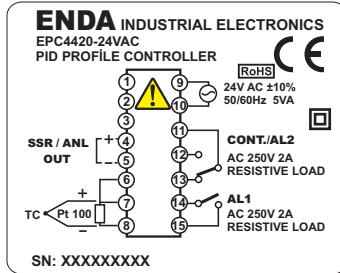 ENDA INDUSTRIAL ELECTRONICS
EPC4420-24VAC
PID PROFİLE CONTROLLER
RoHS
CE
24V AC ±10%
50/60Hz 5VA
1
2
3
4
5
6
7
8
9
10
11
12
13
14
15
SSR / ANL
OUT
+
-
CONT./AL2
AC 250V 2A
RESISTIVE LOAD
AL1
AC 250V 2A
RESISTIVE LOAD
TC
+
Pt 100
–
SN: XXXXXXXXX